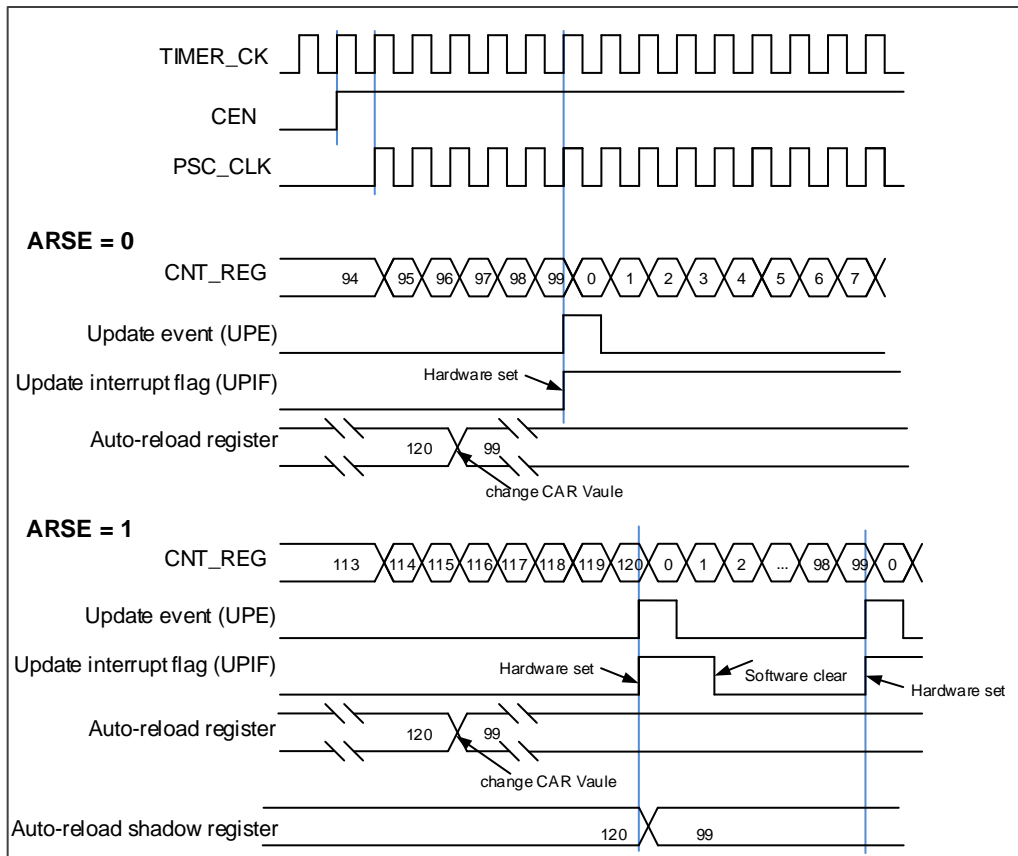 TIMER_CK
CEN
PSC_CLK
ARSE = 0
CNT_REG 94 95 96 97 98 99 0 1 2 3 4 5 6 7
Update event (UPE)
Hardware set
Update interrupt flag (UPIF)
Auto-reload register 120 99
change CAR Vaule
ARSE = 1
CNT_REG 113 114 115 116 117 118 119 120 0 1 2 ... 98 99 0
Update event (UPE)
Update interrupt flag (UPIF) Hardware set Software clear Hardware set
Auto-reload register 120 99
change CAR Vaule
Auto-reload shadow register 120 99